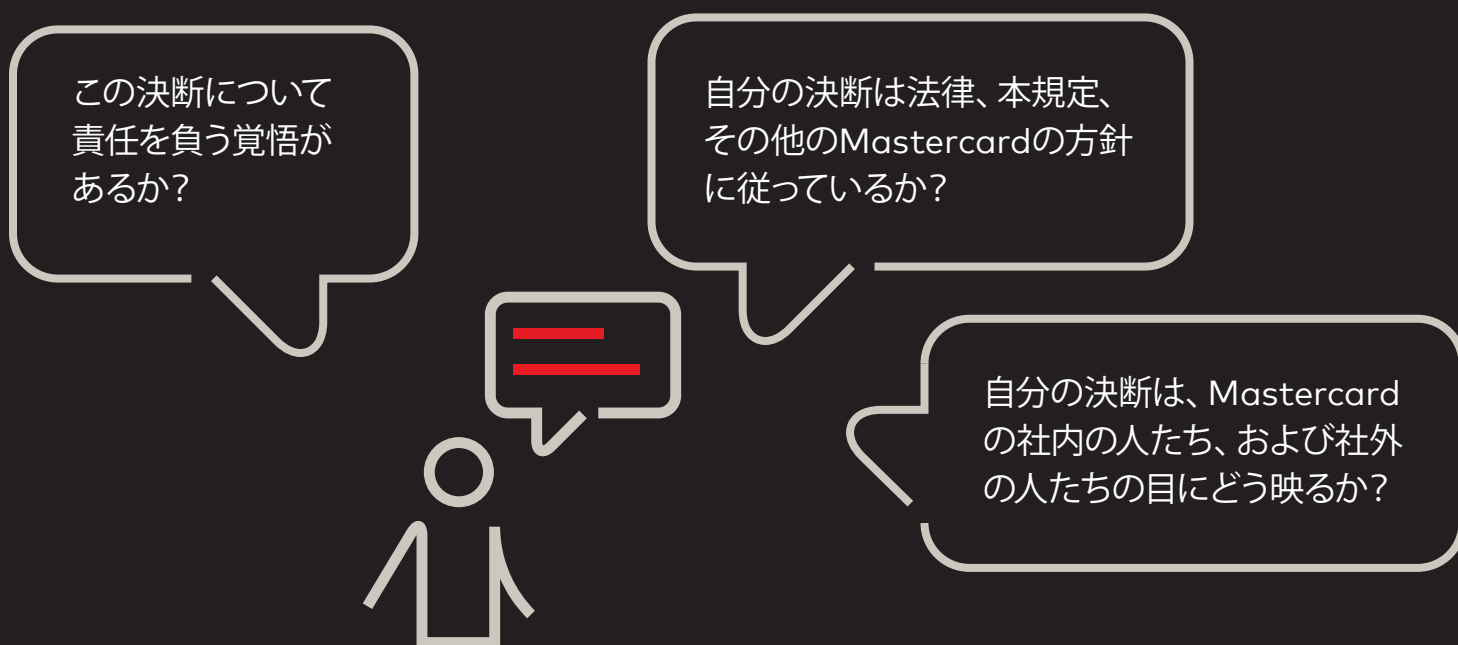 この決断について
責任を負う覚悟が
あるか?
自分の決断は法律、本規定、
その他のMastercardの方針
に従っているか?
自分の決断は、Mastercard
の社内の人たち、および社外
の人たちの目にどう映るか?